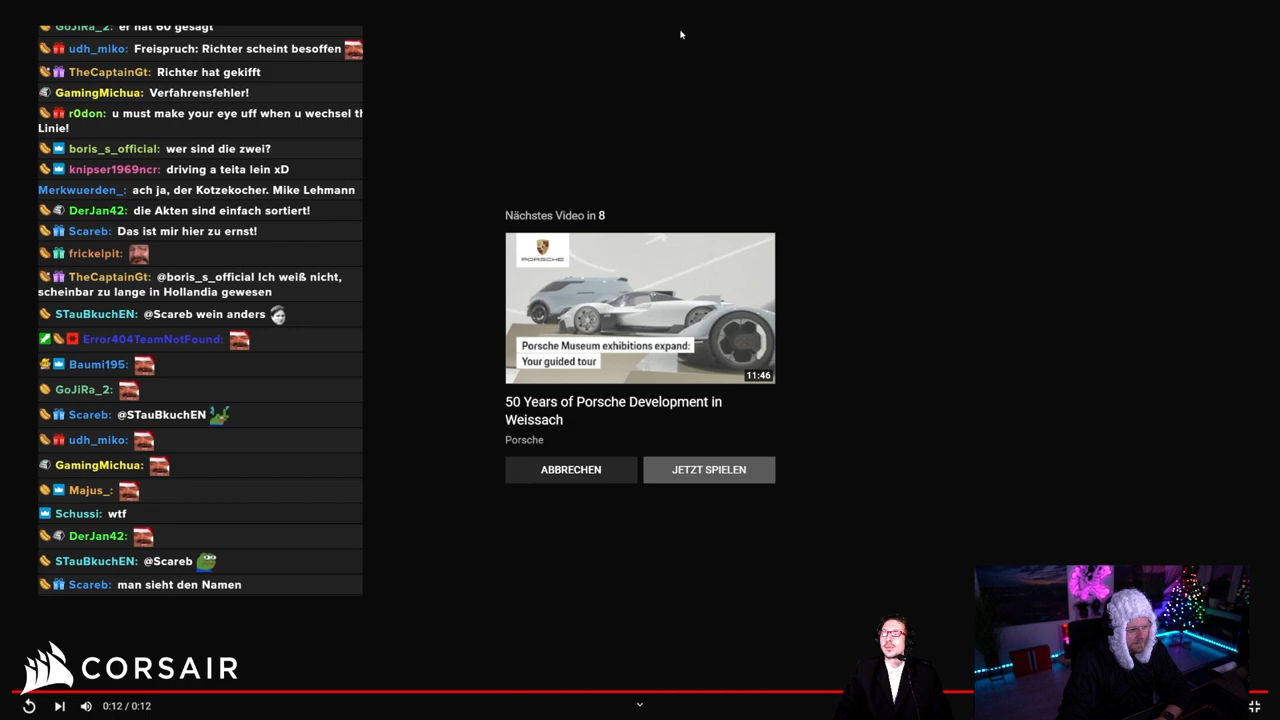 GoJiRa_2: er hat 60 gesagt
udh_miko: Freispruch: Richter scheint besoffen
TheCaptainGt: Richter hat gekifft
GamingMichua: Verfahrensfehler!
r0don: u must make your eye uff when u wechsel th
Linie!
boris_s_official: wer sind die zwei?
knipser1969ncr: driving a teita lein xD
Merkwuerden_: ach ja, der Kotzekocher. Mike Lehmann
DerJan42: die Akten sind einfach sortiert!
Scareb: Das ist mir hier zu ernst!
frickelpit:
TheCaptainGt: @boris_s_official Ich weiß nicht,
scheinbar zu lange in Hollandia gewesen
STauBkuchEN: @Scareb wein anders
Error404TeamNotFound:
Baumi195:
GoJiRa_2:
Scareb: @STauBkuchEN
udh_miko:
GamingMichua:
Majus_:
Schussi: wtf
DerJan42:
STauBkuchEN: @Scareb
Scareb: man sieht den Namen
Nächstes Video in 8
PORSCHE
Porsche Museum exhibitions expand:
Your guided tour
11:46
50 Years of Porsche Development in
Weissach
Porsche
ABBRECHEN
JETZT SPIELEN
CORSAIR
0:12 / 0:12